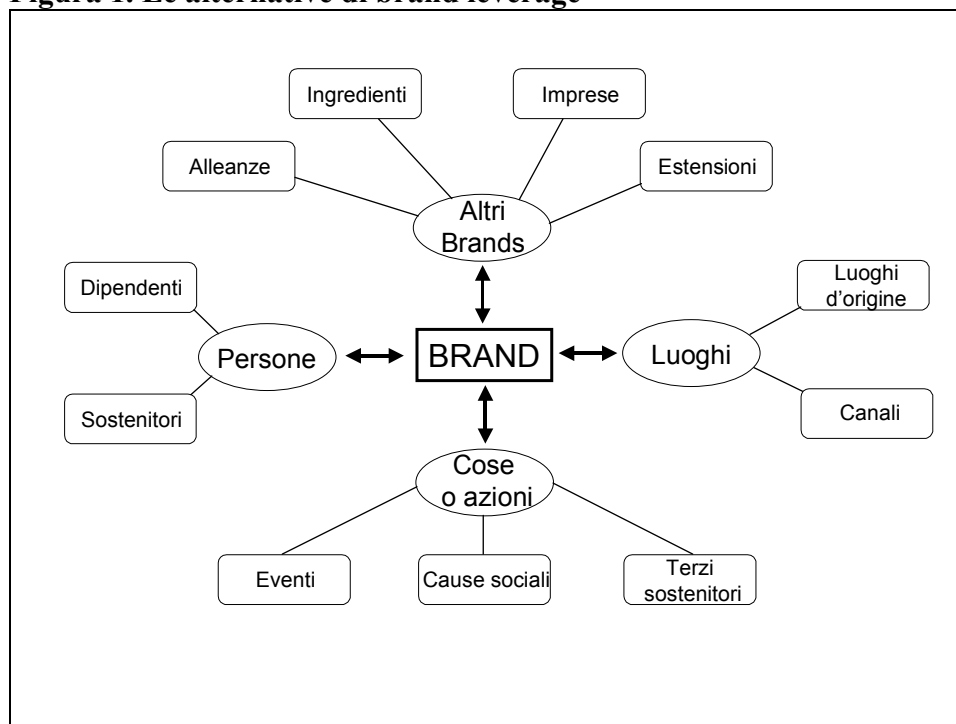 Figura 1. Le alternative di brand leverage
Ingredienti
Imprese
Alleanze
Estensioni
Altri
Brands
Dipendenti
Luoghi
d’origine
Persone
BRAND
Luoghi
Sostenitori
Canali
Cose
o azioni
Eventi
Cause sociali
Terzi
sostenitori